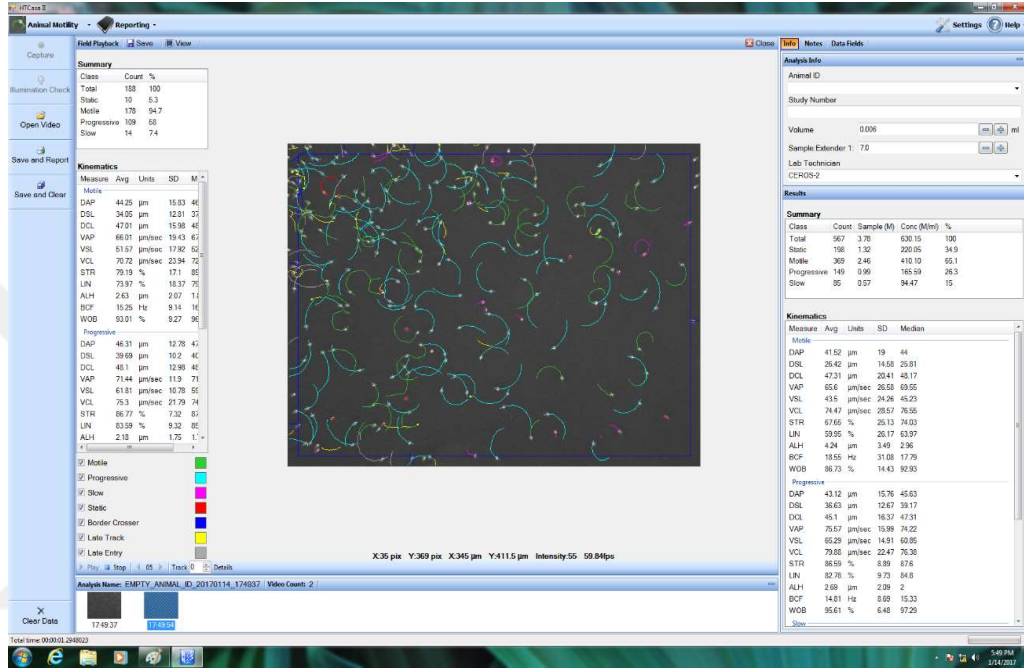 HTCasa II
Animal Motility Reporting Settings Help
Capture
Illumination Check
Open Video
Save and Report
Save and Clear
Clear Data
Field Playback Save View Close
Summary
Class Count %
Total 188 100
Static 10 5.3
Motile 178 94.7
Progressive 109 58
Slow 14 7.4
Kinematics
Measure Avg Units SD M
Motile
DAP 44.25 µm 15.83 46
DSL 34.05 µm 12.81 37
DCL 47.01 µm 15.98 48
VAP 66.01 µm/sec 19.43 67
VSL 51.57 µm/sec 17.92 52
VCL 70.72 µm/sec 23.94 72
STR 79.19 % 17.1 85
LIN 73.97 % 18.37 79
ALH 2.63 µm 2.07 1.
BCF 15.25 Hz 9.14 16
WOB 93.01 % 9.27 96
Progressive
DAP 46.31 µm 12.78 47
DSL 39.69 µm 10.2 40
DCL 48.1 µm 12.98 48
VAP 71.44 µm/sec 11.9 71
VSL 61.81 µm/sec 10.78 59
VCL 75.3 µm/sec 21.79 74
STR 86.77 % 7.32 87
LIN 83.59 % 9.32 85
ALH 2.18 µm 1.75 1.
Motile
Progressive
Slow
Static
Border Crosser
Late Track
Late Entry
Play Stop 05 Track 0 Details
X:35 pix Y:369 pix X:345 µm Y:411.5 µm Intensity:55 59.84fps
Analysis Name: EMPTY_ANIMAL_ID_20170114_174937 Video Count: 2
17:49:37 17:49:54
Info Notes Data Fields
Analysis Info
Animal ID
Study Number
Volume 0.006 ml
Sample Extender 1: 7.0
Lab Technician
CEROS-2
Results
Summary
Class Count Sample (M) Conc (M/ml) %
Total 567 3.78 630.15 100
Static 198 1.32 220.05 34.9
Motile 369 2.46 410.10 65.1
Progressive 149 0.99 165.59 26.3
Slow 85 0.57 94.47 15
Kinematics
Measure Avg Units SD Median
Motile
DAP 41.52 µm 19 44
DSL 26.42 µm 14.58 25.81
DCL 47.31 µm 20.41 48.17
VAP 65.6 µm/sec 26.58 69.55
VSL 43.5 µm/sec 24.26 45.23
VCL 74.47 µm/sec 28.57 76.55
STR 67.65 % 25.13 74.03
LIN 59.95 % 26.17 63.97
ALH 4.24 µm 3.49 2.96
BCF 18.55 Hz 31.08 17.79
WOB 86.73 % 14.43 92.93
Progressive
DAP 43.12 µm 15.76 45.63
DSL 36.63 µm 12.67 39.17
DCL 45.1 µm 16.37 47.31
VAP 75.57 µm/sec 15.99 74.22
VSL 65.29 µm/sec 14.91 60.85
VCL 79.88 µm/sec 22.47 76.38
STR 86.59 % 8.89 87.6
LIN 82.78 % 9.73 84.8
ALH 2.69 µm 2.09 2
BCF 14.81 Hz 8.69 15.33
WOB 95.61 % 6.48 97.29
Slow
Total time: 00:00:01.2948023
5:49 PM
1/14/2017